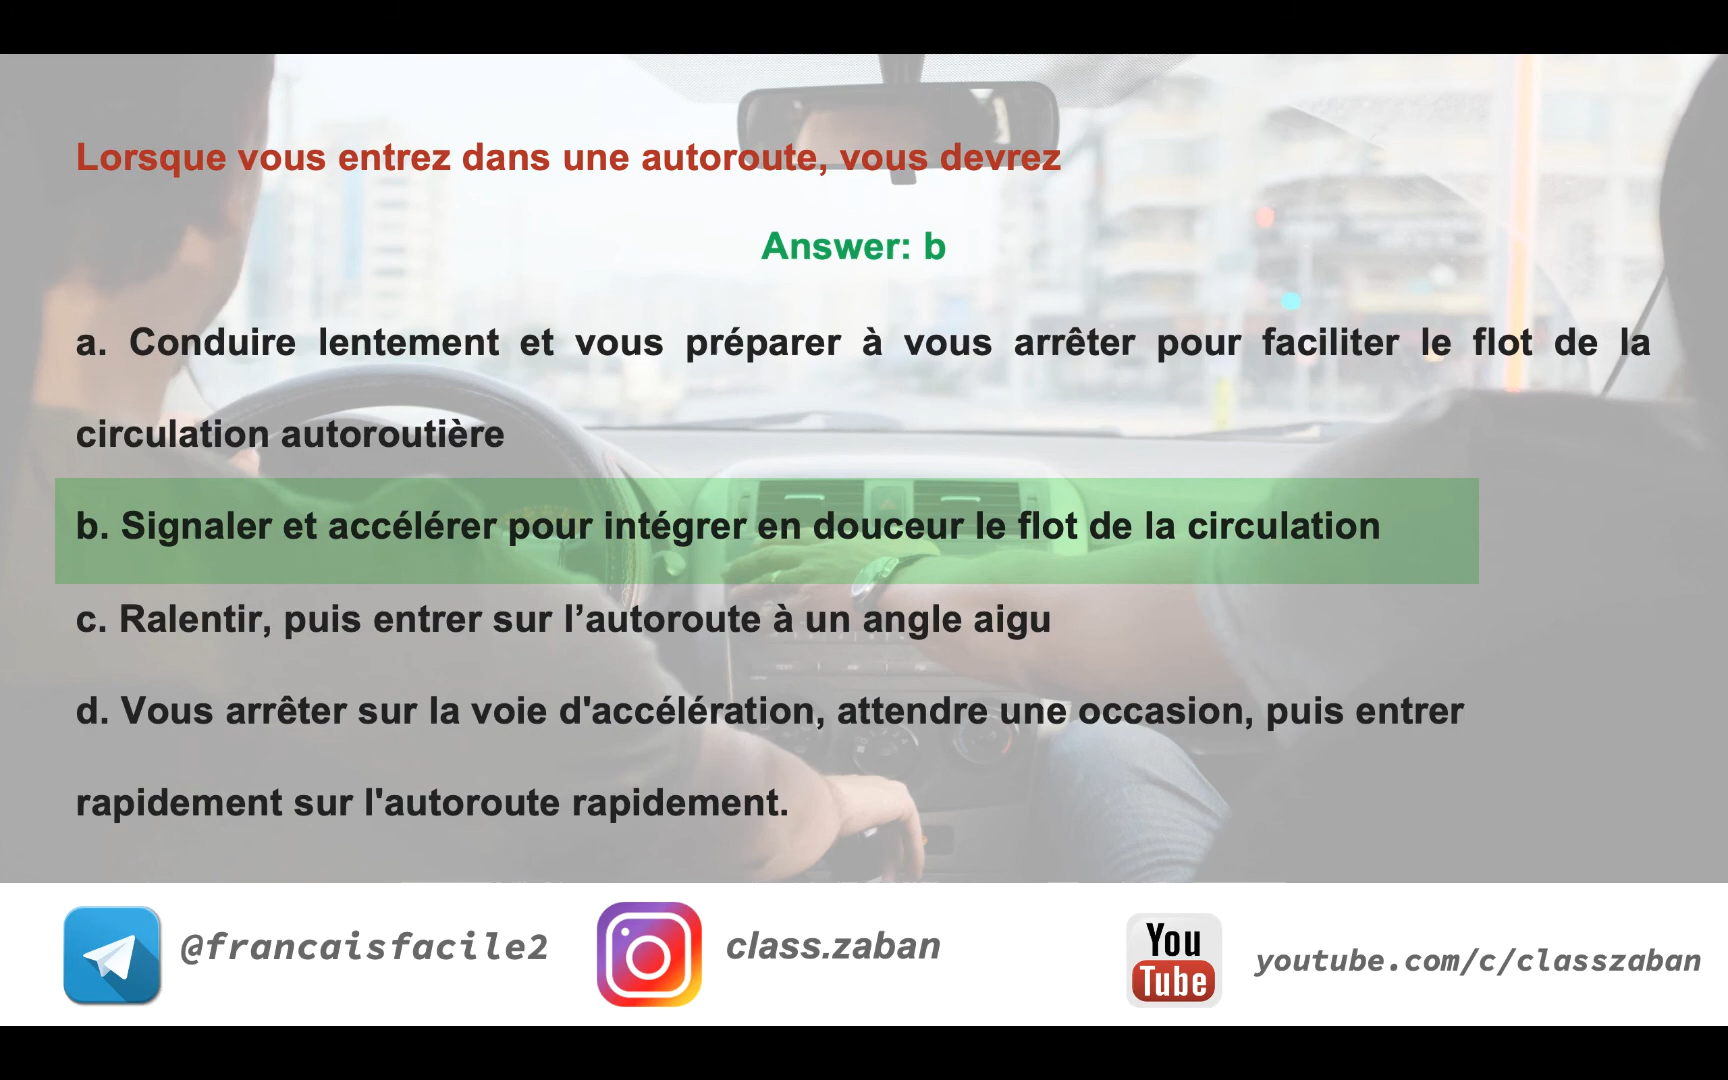 Lorsque vous entrez dans une autoroute, vous devrez
Answer: b
a. Conduire lentement et vous préparer à vous arrêter pour faciliter le flot de la
circulation autoroutière
b. Signaler et accélérer pour intégrer en douceur le flot de la circulation
c. Ralentir, puis entrer sur l’autoroute à un angle aigu
d. Vous arrêter sur la voie d'accélération, attendre une occasion, puis entrer
rapidement sur l'autoroute rapidement.
@francaisfacile2
class.zaban
You
Tube
youtube.com/c/classzaban